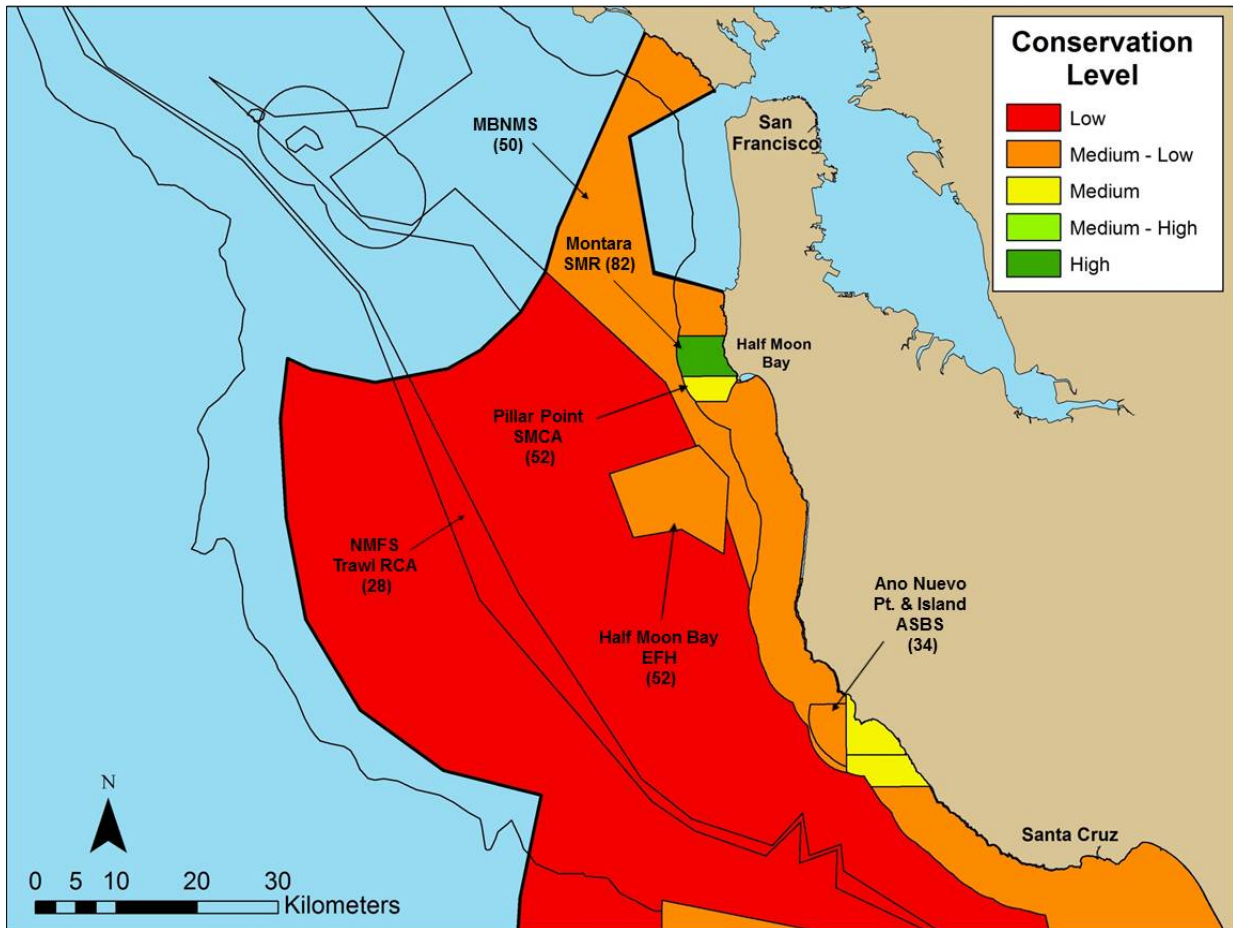 Conservation
Level
Low
Medium - Low
Medium
Medium - High
High
MBNMS
(50)
San
Francisco
Montara
SMR (82)
Half Moon
Bay
Pillar Point
SMCA
(52)
NMFS
Trawl RCA
(28)
Half Moon Bay
EFH
(52)
Ano Nuevo
Pt. & Island
ASBS
(34)
Santa Cruz
N
0 5 10 20 30
Kilometers